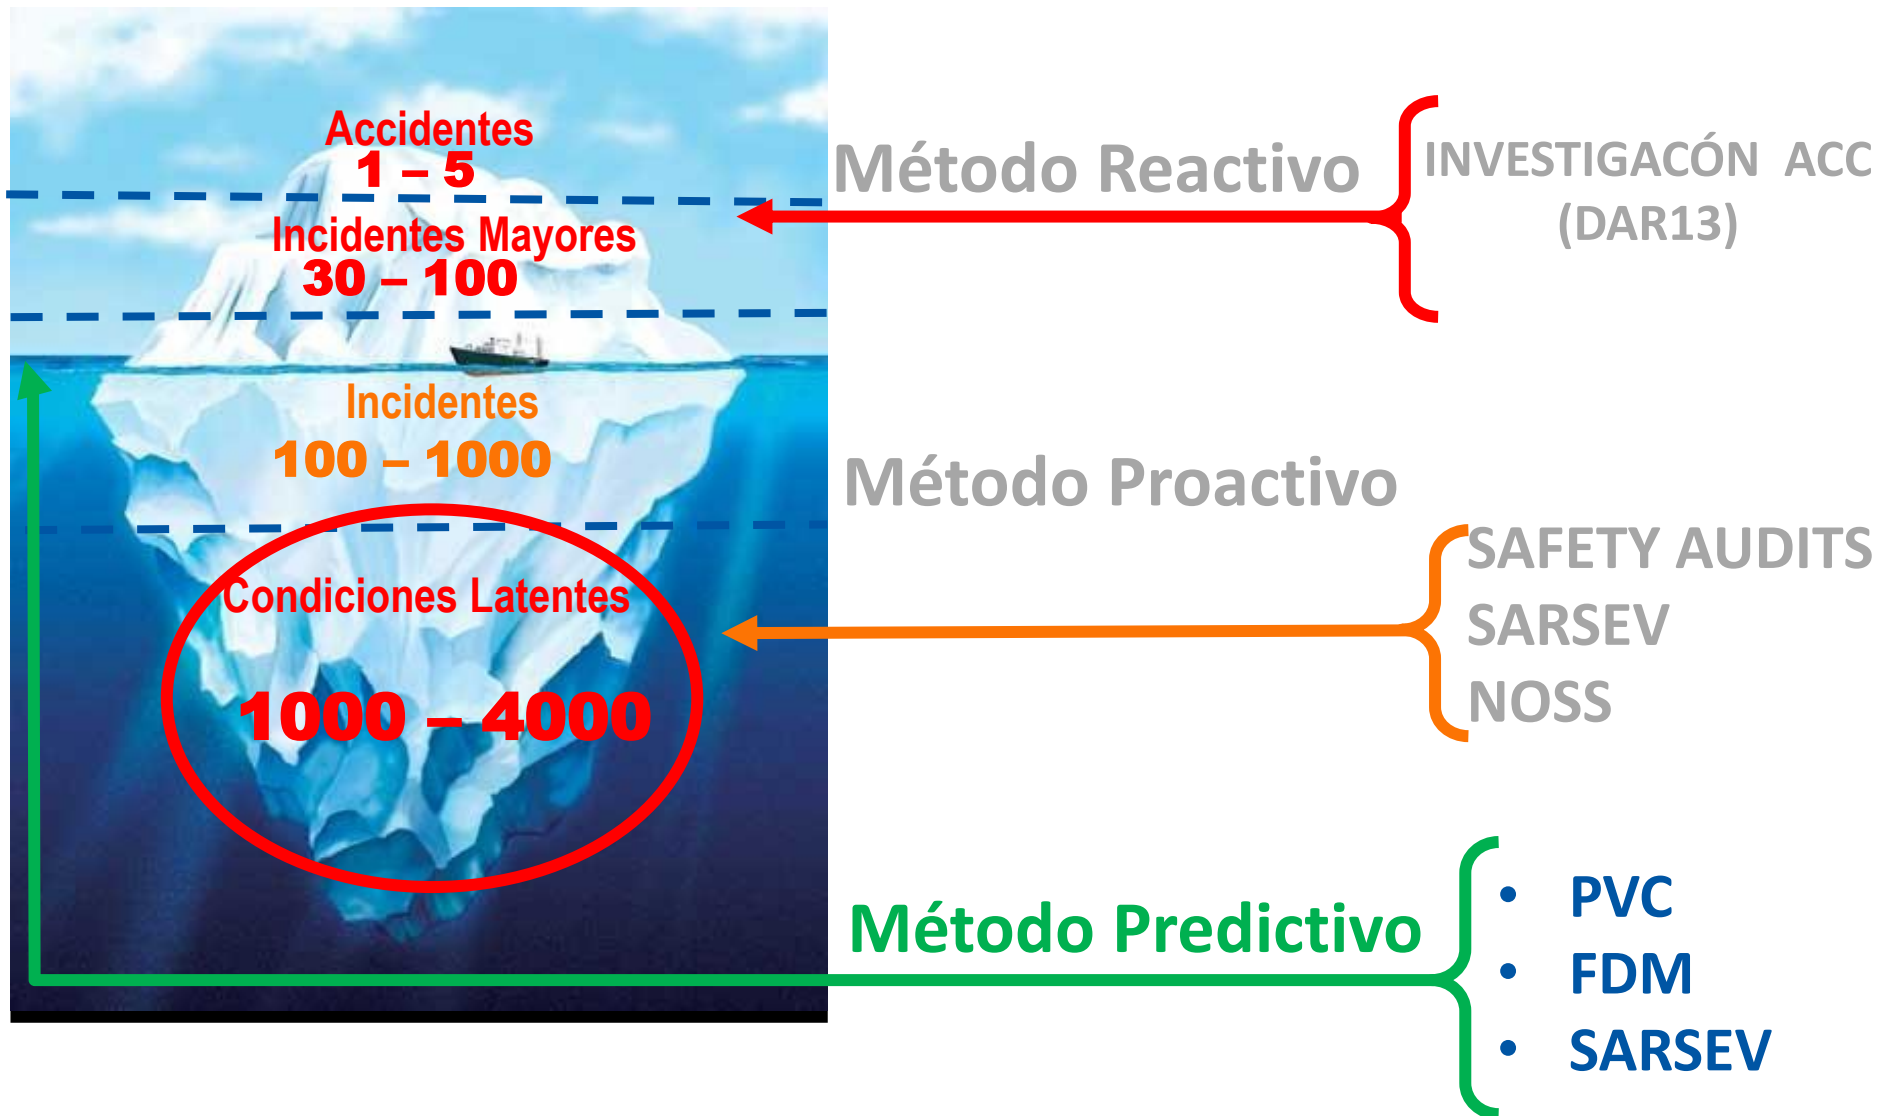 Accidentes
1 – 5
Incidentes Mayores
30 – 100
Incidentes
100 – 1000
Condiciones Latentes
1000 – 4000
Método Reactivo
INVESTIGACÓN ACC
(DAR13)
Método Proactivo
SAFETY AUDITS
SARSEV
NOSS
Método Predictivo
• PVC
• FDM
• SARSEV